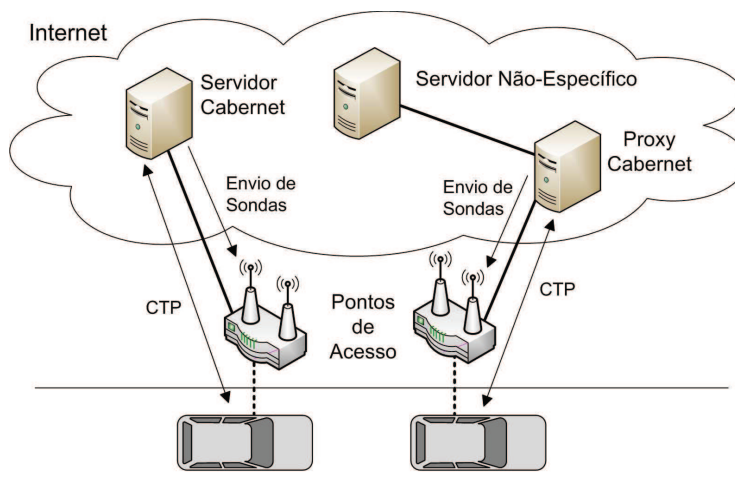 Internet
Servidor
Cabernet
Servidor Não-Específico
Proxy
Cabernet
Envio de
Sondas
Envio de
Sondas
CTP
Pontos
de
Acesso
CTP